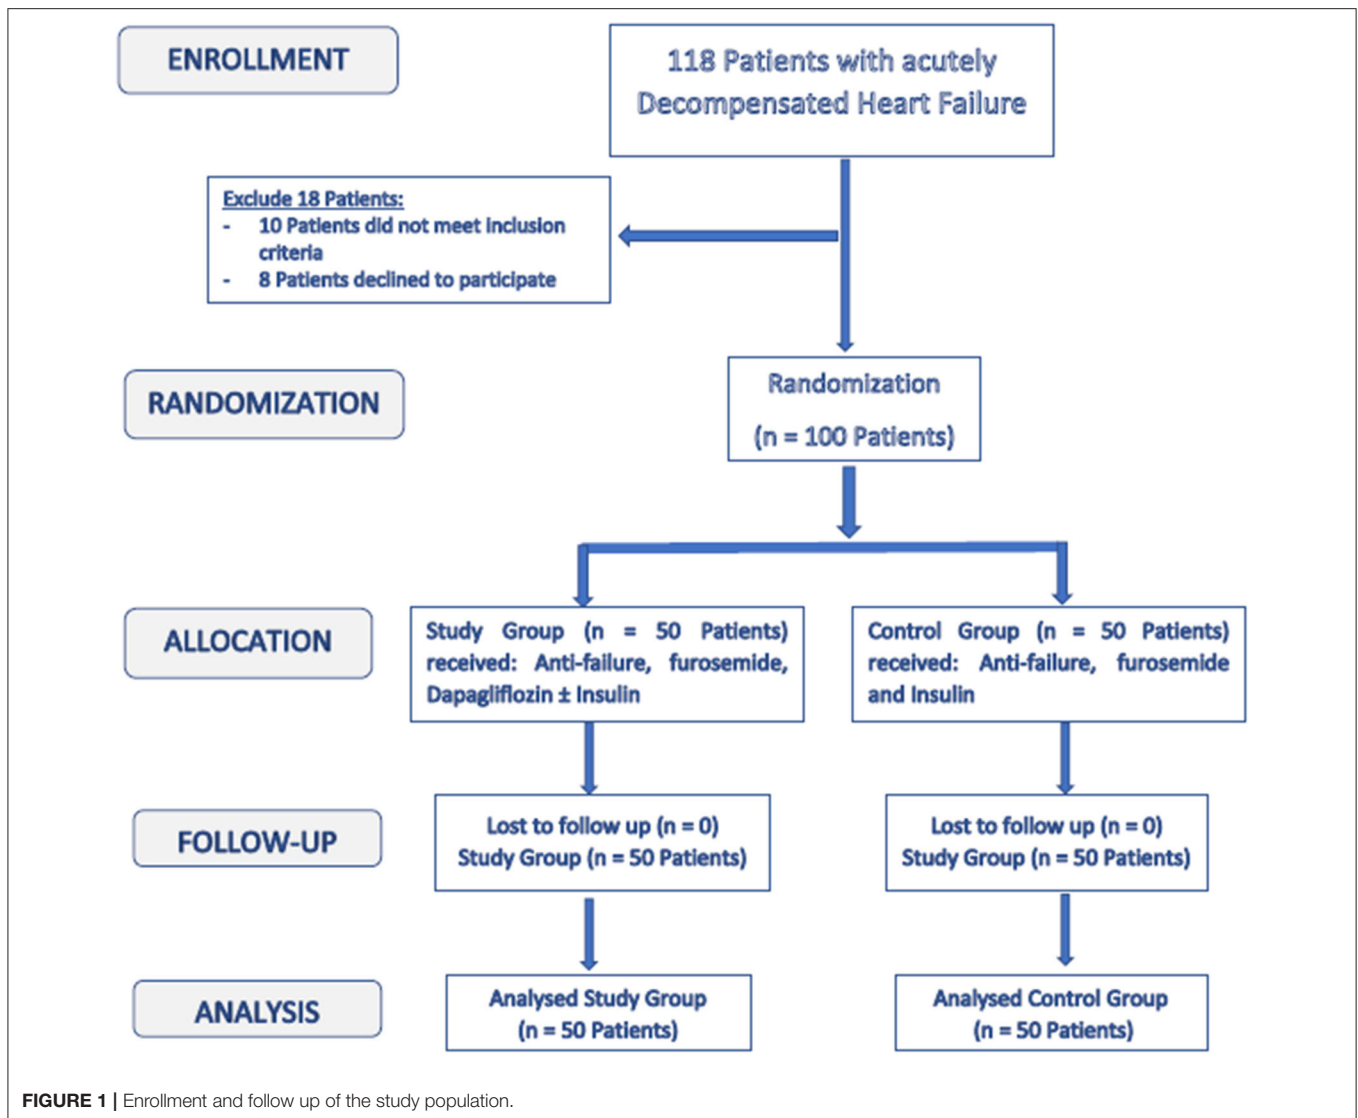 ENROLLMENT
118 Patients with acutely
Decompensated Heart Failure
Exclude 18 Patients:
- 10 Patients did not meet inclusion
criteria
- 8 Patients declined to participate
RANDOMIZATION
Randomization
(n = 100 Patients)
ALLOCATION
Study Group (n = 50 Patients)
received: Anti-failure, furosemide,
Dapagliflozin ± Insulin
Control Group (n = 50 Patients)
received: Anti-failure, furosemide
and Insulin
FOLLOW-UP
Lost to follow up (n = 0)
Study Group (n = 50 Patients)
Lost to follow up (n = 0)
Study Group (n = 50 Patients)
ANALYSIS
Analysed Study Group
(n = 50 Patients)
Analysed Control Group
(n = 50 Patients)
FIGURE 1 | Enrollment and follow up of the study population.